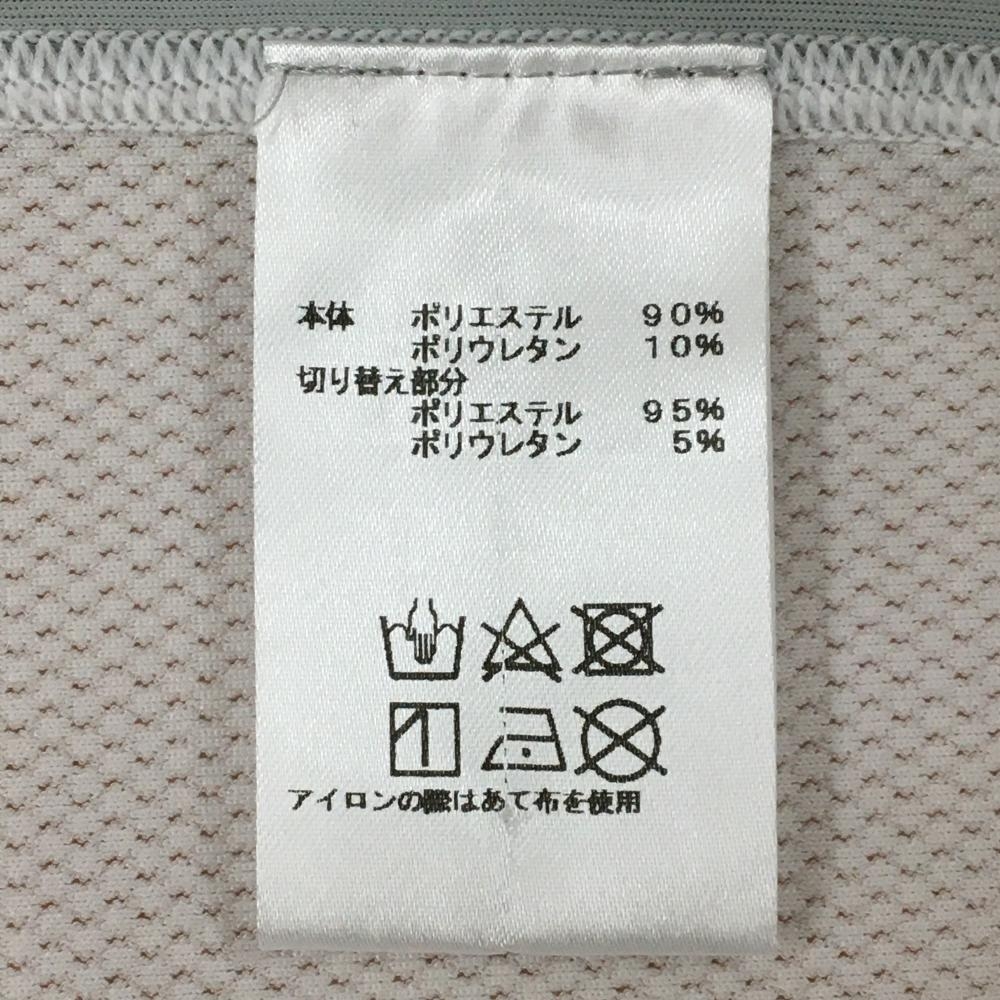 本体 ポリエステル 90%
ポリウレタン 10%
切り替え部分
ポリエステル 95%
ポリウレタン 5%
アイロンの際はあて布を使用